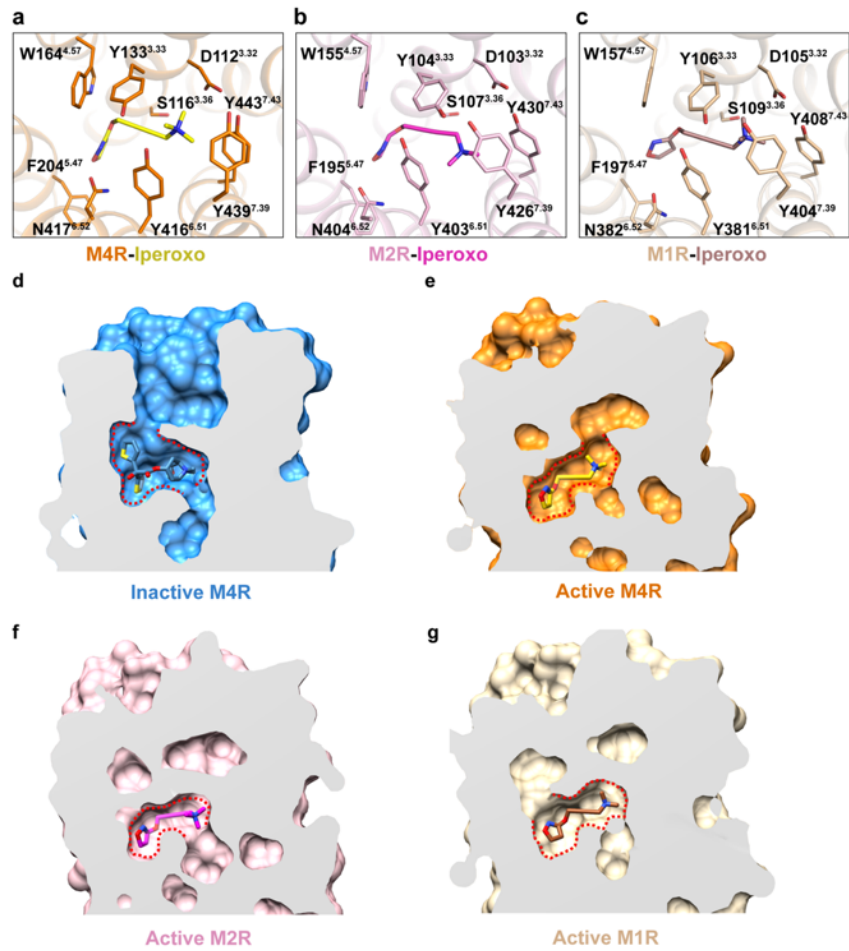 a
b
c
W164^4.57 Y133^3.33 D112^3.32
S116^3.36 Y443^7.43
F204^5.47
N417^6.52 Y416^6.51 Y439^7.39
M4R-Iperoxo
W155^4.57 Y104^3.33 D103^3.32
S107^3.36 Y430^7.43
F195^5.47
N404^6.52 Y403^6.51 Y426^7.39
M2R-Iperoxo
W157^4.57 Y106^3.33 D105^3.32
S109^3.36 Y408^7.43
F197^5.47
N382^6.52 Y381^6.51 Y404^7.39
M1R-Iperoxo
d
e
Inactive M4R
Active M4R
f
g
Active M2R
Active M1R